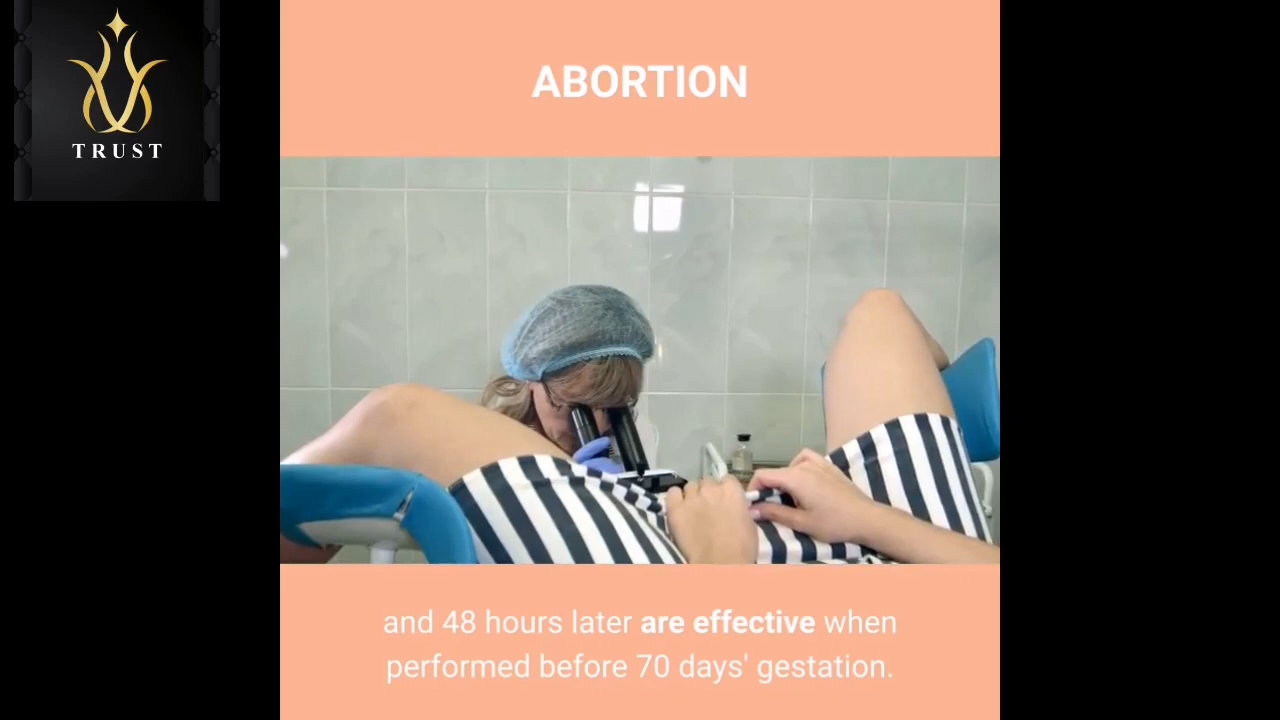 TRUST
ABORTION
and 48 hours later are effective when
performed before 70 days' gestation.